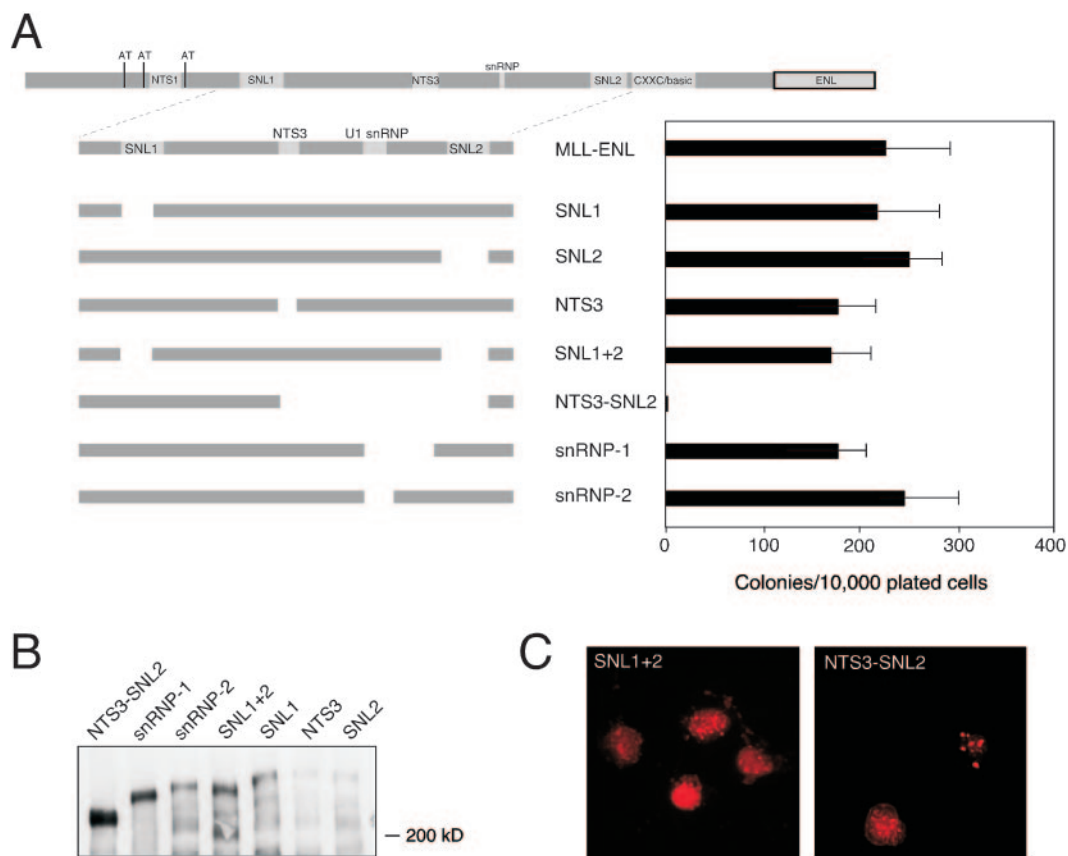 A
AT AT AT
NTS1 SNL1 NTS3 snRNP SNL2 CXXC/basic ENL
NTS3 U1 snRNP
SNL1 SNL2
MLL-ENL
SNL1
SNL2
NTS3
SNL1+2
NTS3-SNL2
snRNP-1
snRNP-2
0 100 200 300 400
Colonies/10,000 plated cells
B
NTS3-SNL2 snRNP-1 snRNP-2 SNL1+2 SNL1 NTS3 SNL2
200 kD
C
SNL1+2
NTS3-SNL2